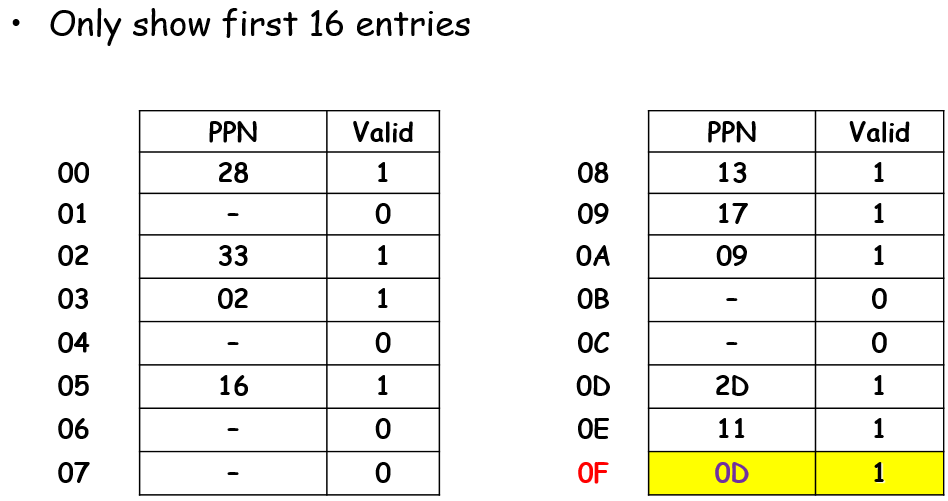 • Only show first 16 entries
PPN Valid PPN Valid
00 28 1 08 13 1
01 – 0 09 17 1
02 33 1 0A 09 1
03 02 1 0B – 0
04 – 0 0C – 0
05 16 1 0D 2D 1
06 – 0 0E 11 1
07 – 0 0F 0D 1